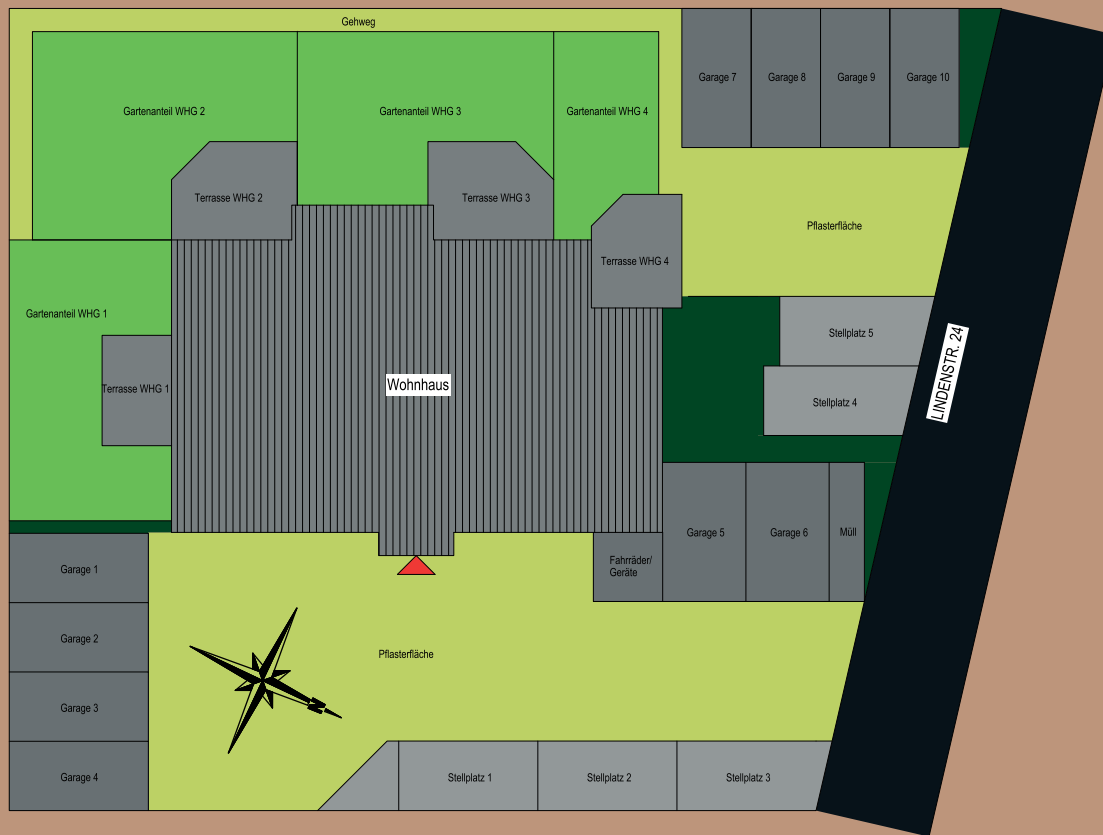 Gehweg
Garage 7
Garage 8
Garage 9
Garage 10
Gartenanteil WHG 2
Gartenanteil WHG 3
Gartenanteil WHG 4
Terrasse WHG 2
Terrasse WHG 3
Pflasterfläche
Terrasse WHG 4
Gartenanteil WHG 1
Stellplatz 5
LINDENSTR. 24
Terrasse WHG 1
Wohnhaus
Stellplatz 4
Garage 5
Garage 6
Müll
Fahrräder/
Geräte
Garage 1
Garage 2
Pflasterfläche
N
Garage 3
Garage 4
Stellplatz 1
Stellplatz 2
Stellplatz 3